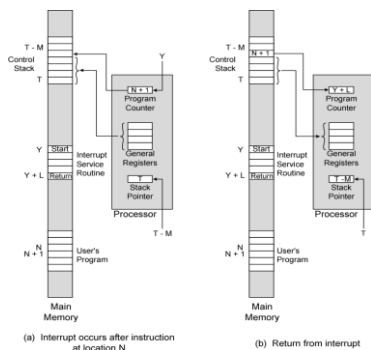 T - M
Control
Stack
T
Y
N + 1
Program
Counter
General
Registers
T
Stack
Pointer
Processor
T - M
Y
Start
Interrupt
Service
Routine
Y + L
Return
N
N + 1
User's
Program
Main
Memory
(a) Interrupt occurs after instruction
at location N
T - M
N + 1
Control
Stack
T
Y + L
Program
Counter
General
Registers
T - M
Stack
Pointer
Processor
T
Y
Start
Interrupt
Service
Routine
Y + L
Return
N
N + 1
User's
Program
Main
Memory
(b) Return from interrupt